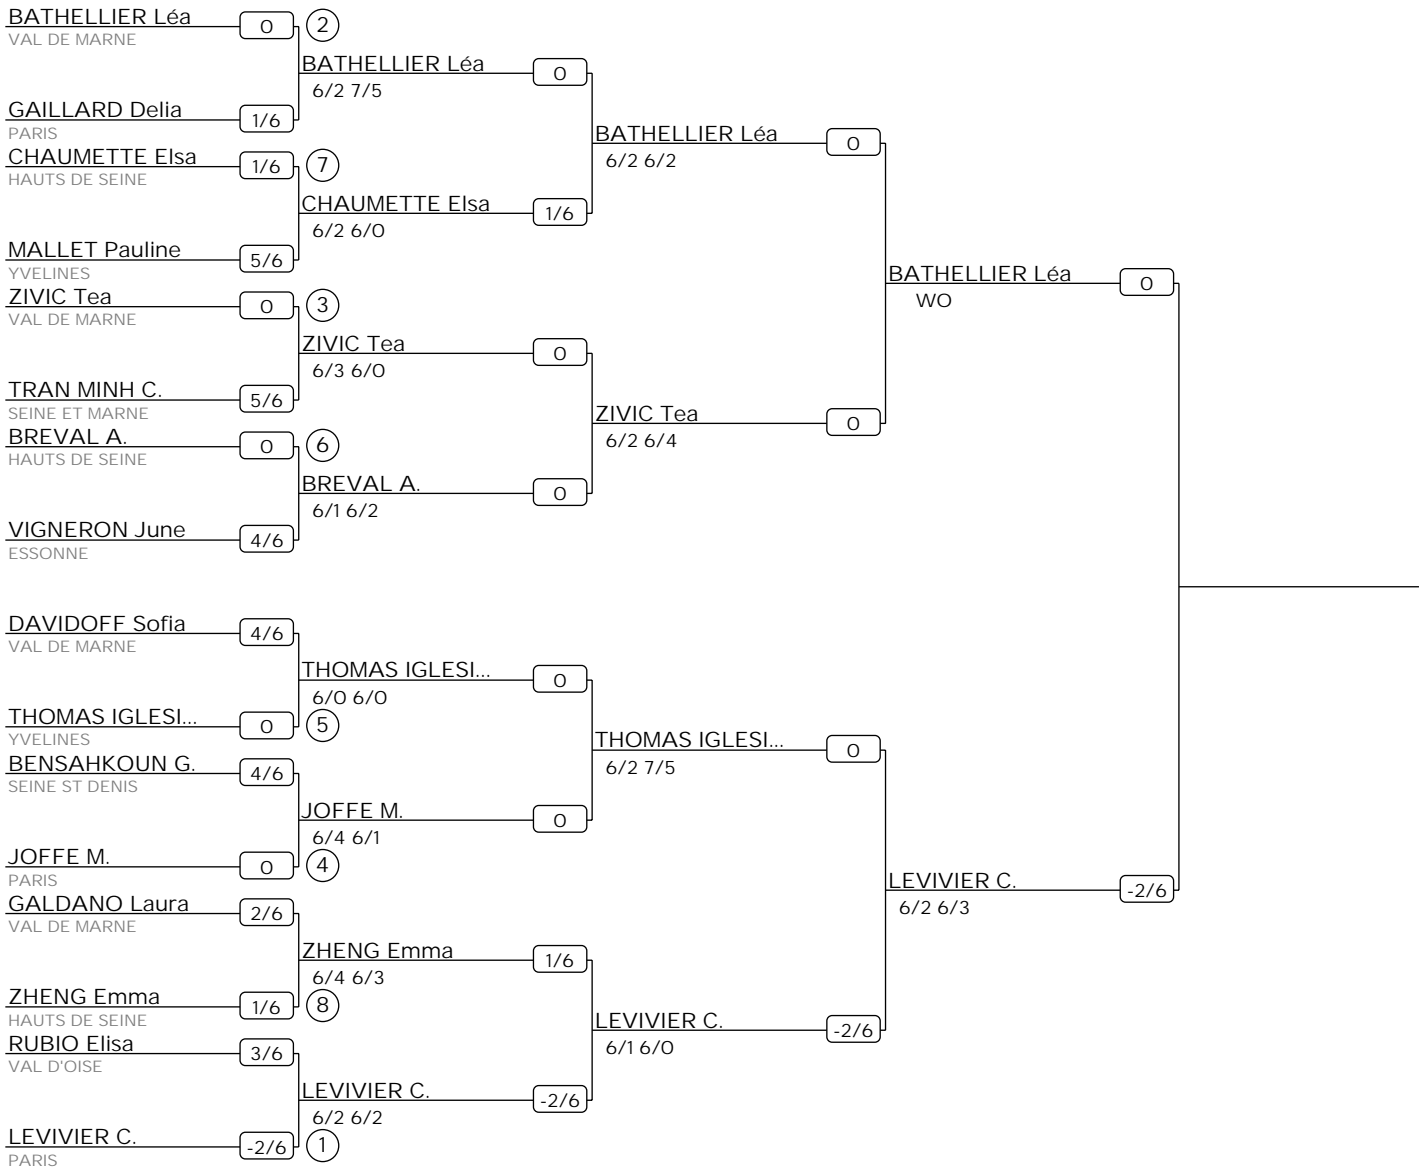 BATHELLIER Léa 0 2
VAL DE MARNE
BATHELLIER Léa 0
6/2 7/5
GAILLARD Delia 1/6
PARIS
BATHELLIER Léa 0
6/2 6/2
CHAUMETTE Elsa 1/6 7
HAUTS DE SEINE
CHAUMETTE Elsa 1/6
6/2 6/0
MALLET Pauline 5/6
YVELINES
BATHELLIER Léa 0
WO
ZIVIC Tea 0 3
VAL DE MARNE
ZIVIC Tea 0
6/3 6/0
TRAN MINH C. 5/6
SEINE ET MARNE
ZIVIC Tea 0
6/2 6/4
BREVAL A. 0 6
HAUTS DE SEINE
BREVAL A. 0
6/1 6/2
VIGNERON June 4/6
ESSONNE
DAVIDOFF Sofia 4/6
VAL DE MARNE
THOMAS IGLESI... 0
6/0 6/0
THOMAS IGLESI... 0 5
YVELINES
THOMAS IGLESI... 0
6/2 7/5
BENSAHKOUN G. 4/6
SEINE ST DENIS
JOFFE M. 0
6/4 6/1
JOFFE M. 0 4
PARIS
LEVIVIER C. -2/6
6/2 6/3
GALDANO Laura 2/6
VAL DE MARNE
ZHENG Emma 1/6
6/4 6/3
ZHENG Emma 1/6 8
HAUTS DE SEINE
LEVIVIER C. -2/6
6/1 6/0
RUBIO Elisa 3/6
VAL D'OISE
LEVIVIER C. -2/6
6/2 6/2
LEVIVIER C. -2/6 1
PARIS